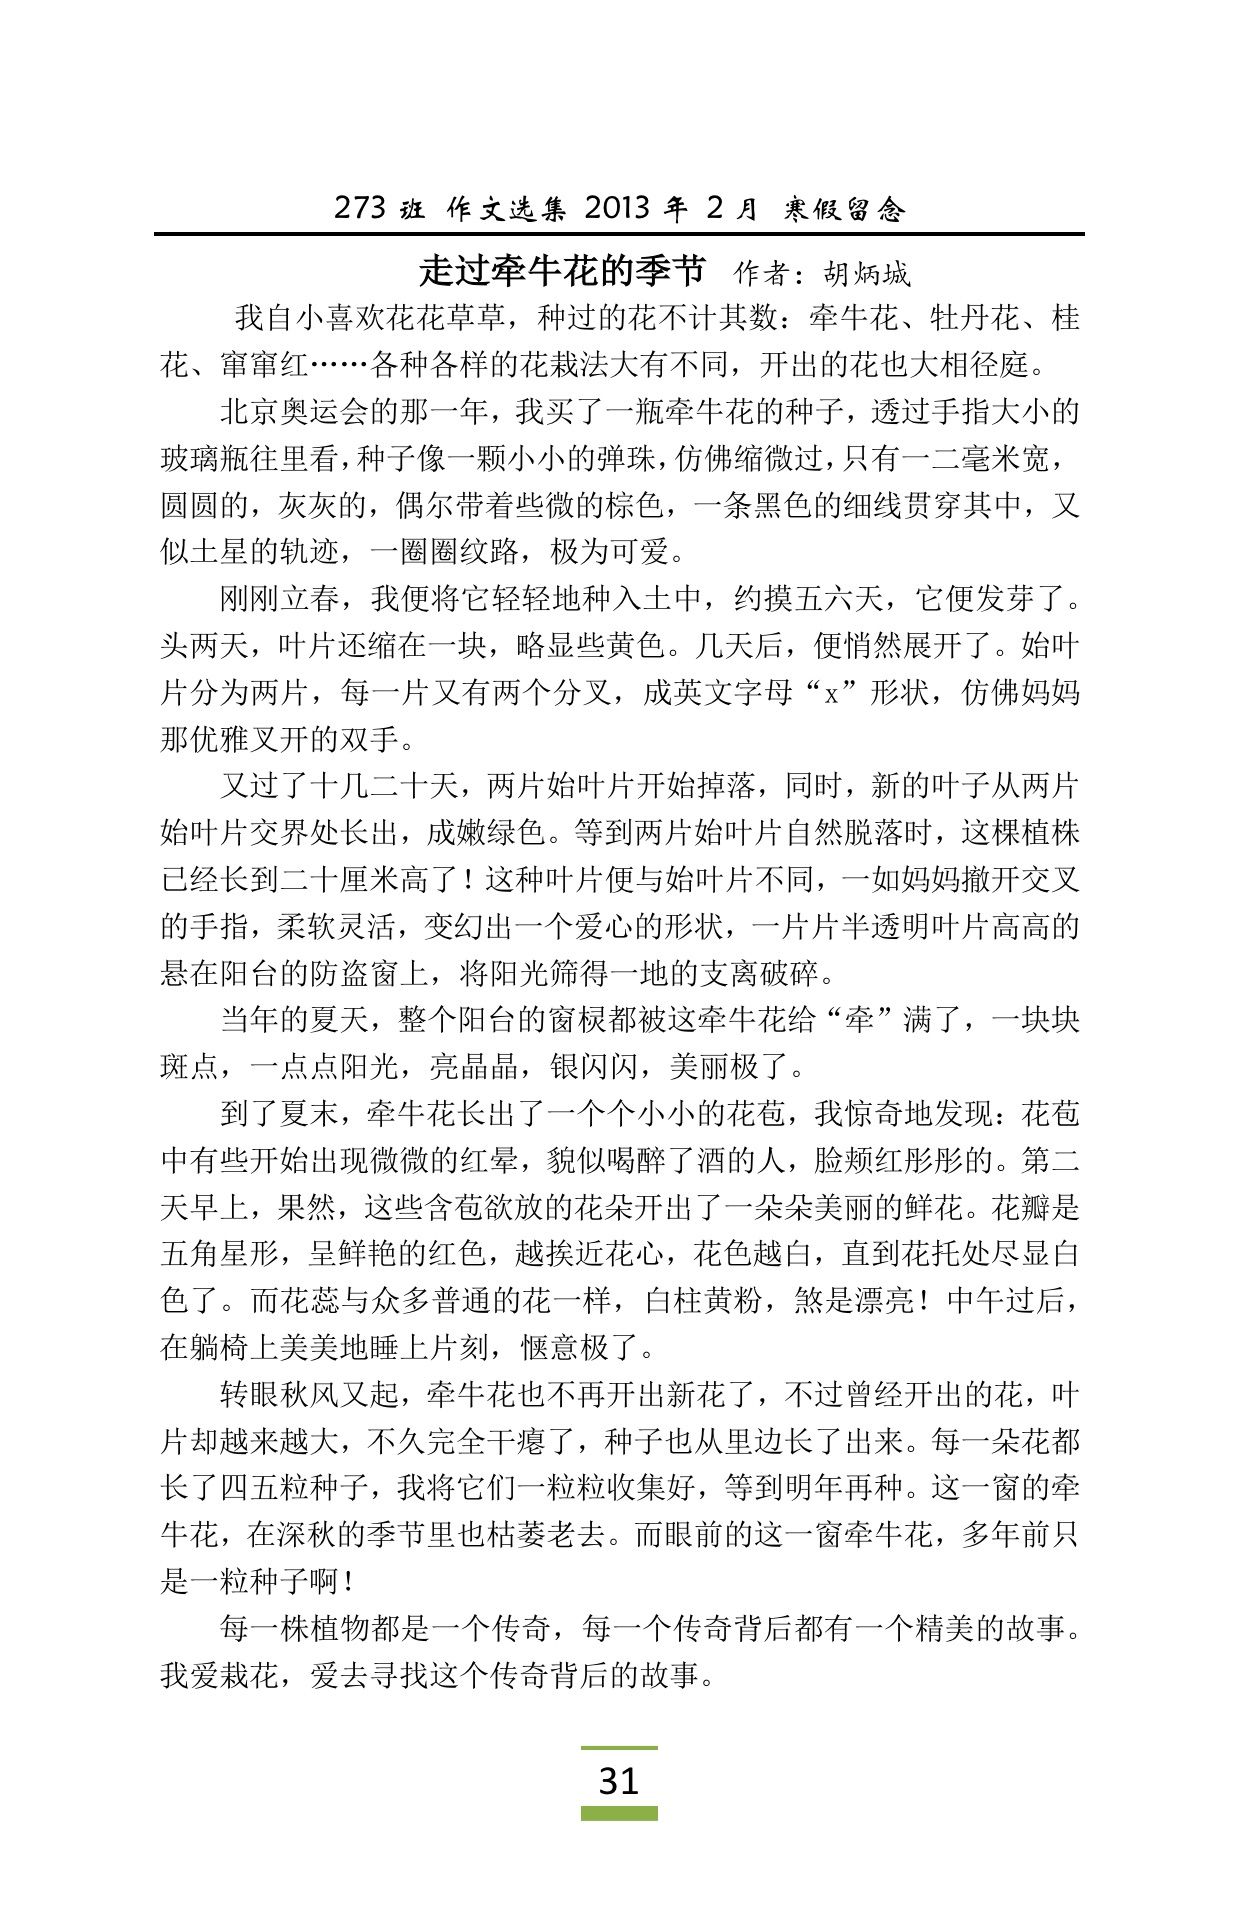 273 班 作文选集 2013 年 2 月 寒假留念
走过牵牛花的季节 作者：胡炳城
我自小喜欢花花草草，种过的花不计其数：牵牛花、牡丹花、桂
花、窜窜红……各种各样的花栽法大有不同，开出的花也大相径庭。
北京奥运会的那一年，我买了一瓶牵牛花的种子，透过手指大小的
玻璃瓶往里看，种子像一颗小小的弹珠，仿佛缩微过，只有一二毫米宽，
圆圆的，灰灰的，偶尔带着些微的棕色，一条黑色的细线贯穿其中，又
似土星的轨迹，一圈圈纹路，极为可爱。
刚刚立春，我便将它轻轻地种入土中，约摸五六天，它便发芽了。
头两天，叶片还缩在一块，略显些黄色。几天后，便悄然展开了。始叶
片分为两片，每一片又有两个分叉，成英文字母“x”形状，仿佛妈妈
那优雅叉开的双手。
又过了十几二十天，两片始叶片开始掉落，同时，新的叶子从两片
始叶片交界处长出，成嫩绿色。等到两片始叶片自然脱落时，这棵植株
已经长到二十厘米高了！这种叶片便与始叶片不同，一如妈妈撤开交叉
的手指，柔软灵活，变幻出一个爱心的形状，一片片半透明叶片高高的
悬在阳台的防盗窗上，将阳光筛得一地的支离破碎。
当年的夏天，整个阳台的窗棂都被这牵牛花给“牵”满了，一块块
斑点，一点点阳光，亮晶晶，银闪闪，美丽极了。
到了夏末，牵牛花长出了一个个小小的花苞，我惊奇地发现：花苞
中有些开始出现微微的红晕，貌似喝醉了酒的人，脸颊红彤彤的。第二
天早上，果然，这些含苞欲放的花朵开出了一朵朵美丽的鲜花。花瓣是
五角星形，呈鲜艳的红色，越挨近花心，花色越白，直到花托处尽显白
色了。而花蕊与众多普通的花一样，白柱黄粉，煞是漂亮！中午过后，
在躺椅上美美地睡上片刻，惬意极了。
转眼秋风又起，牵牛花也不再开出新花了，不过曾经开出的花，叶
片却越来越大，不久完全干瘪了，种子也从里边长了出来。每一朵花都
长了四五粒种子，我将它们一粒粒收集好，等到明年再种。这一窗的牵
牛花，在深秋的季节里也枯萎老去。而眼前的这一窗牵牛花，多年前只
是一粒种子啊！
每一株植物都是一个传奇，每一个传奇背后都有一个精美的故事。
我爱栽花，爱去寻找这个传奇背后的故事。
31